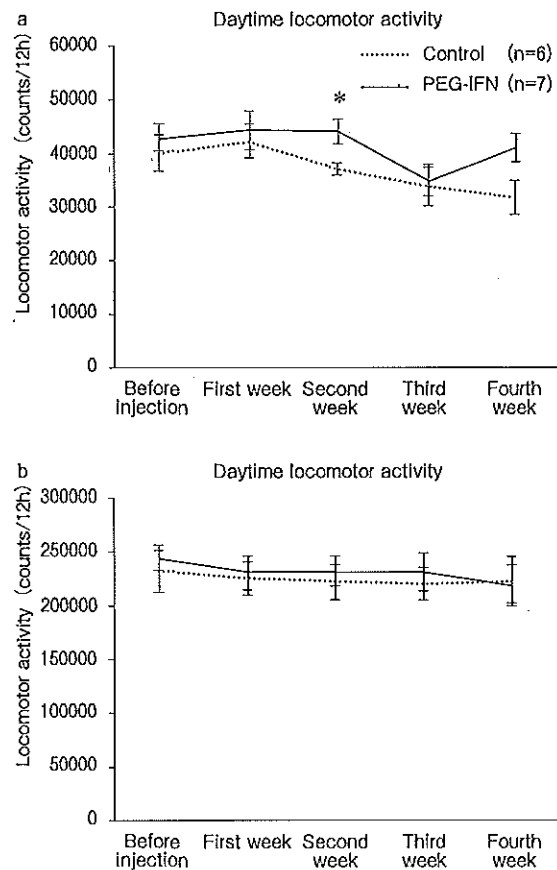 a
Daytime locomotor activity
Control (n=6)
PEG-IFN (n=7)
*
Locomotor activity (counts/12h)
60000
50000
40000
30000
20000
10000
0
Before injection
First week
Second week
Third week
Fourth week
b
Daytime locomotor activity
Locomotor activity (counts/12h)
300000
250000
200000
150000
100000
50000
0
Before injection
First week
Second week
Third week
Fourth week